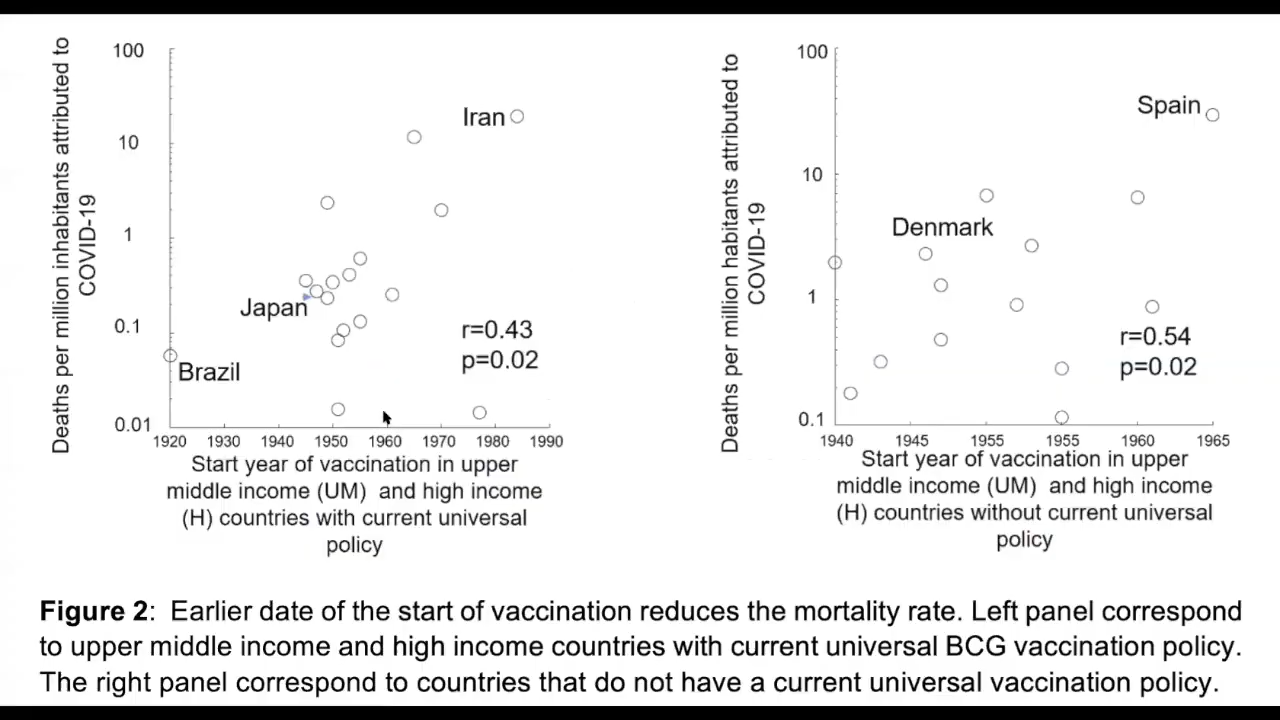 Deaths per million inhabitants attributed to
COVID-19
100
10
1
0.1
0.01
Iran
Japan
Brazil
r=0.43
p=0.02
1920 1930 1940 1950 1960 1970 1980 1990
Start year of vaccination in upper
middle income (UM) and high income
(H) countries with current universal
policy
Deaths per million habitants attributed to
COVID-19
100
10
1
0.1
Spain
Denmark
r=0.54
p=0.02
1940 1945 1955 1955 1960 1965
Start year of vaccination in upper
middle income (UM) and high income
(H) countries without current universal
policy
Figure 2: Earlier date of the start of vaccination reduces the mortality rate. Left panel correspond
to upper middle income and high income countries with current universal BCG vaccination policy.
The right panel correspond to countries that do not have a current universal vaccination policy.